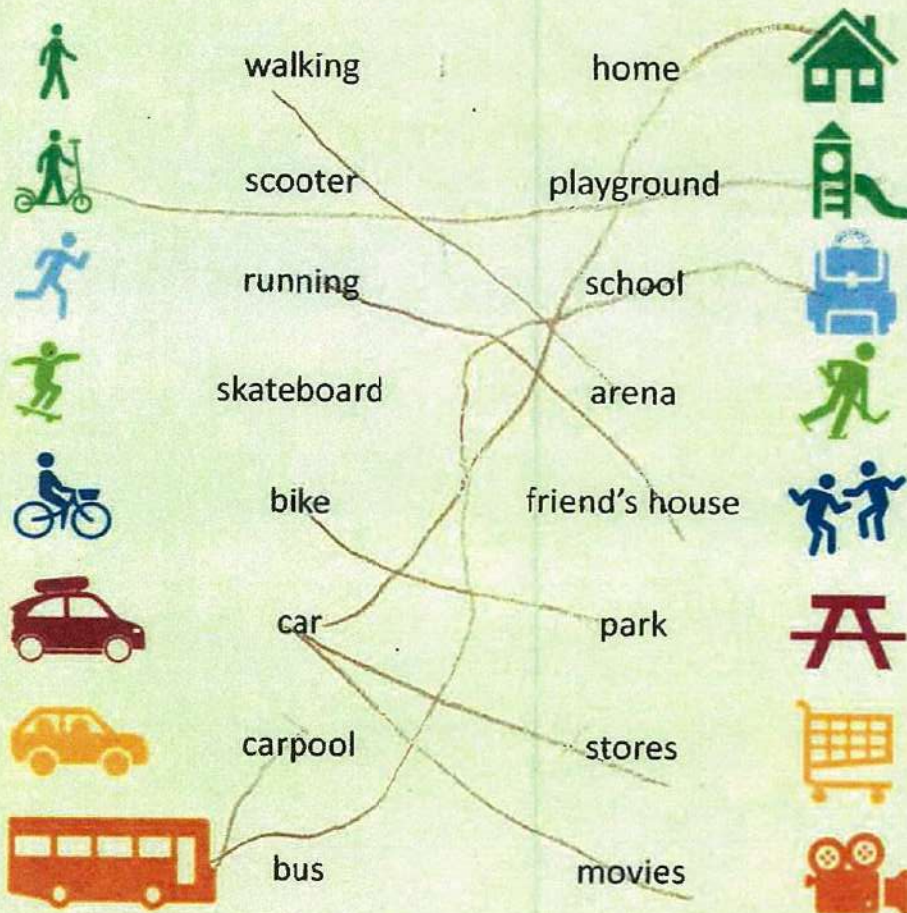 walking home
scooter playground
running school
skateboard arena
bike friend's house
car park
carpool stores
bus movies